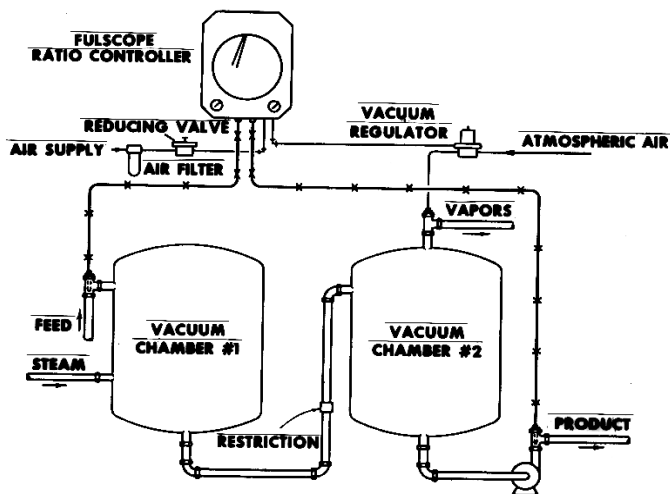 FULSCOPE
RATIO CONTROLLER
REDUCING VALVE
VACUUM
REGULATOR
ATMOSPHERIC AIR
AIR SUPPLY
AIR FILTER
VAPORS
FEED
VACUUM
CHAMBER #1
VACUUM
CHAMBER #2
STEAM
RESTRICTION
PRODUCT